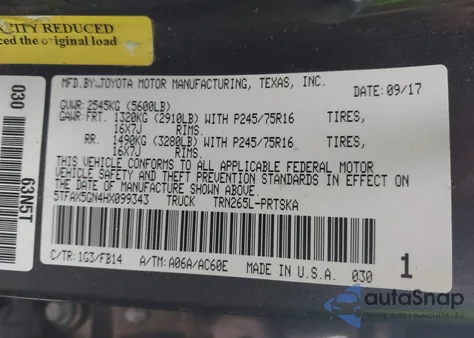 CITY REDUCED
ed the original load
MFD.BY:TOYOTA MOTOR MANUFACTURING, TEXAS, INC.
DATE:09/17
GVWR: 2545KG (5600LB)
GAWR:FRT. 1320KG (2910LB) WITH P245/75R16 TIRES,
16X7J RIMS.
RR. 1490KG (3280LB) WITH P245/75R16 TIRES,
16X7J RIMS.
THIS VEHICLE CONFORMS TO ALL APPLICABLE FEDERAL MOTOR
VEHICLE SAFETY AND THEFT PREVENTION STANDARDS IN EFFECT ON
THE DATE OF MANUFACTURE SHOWN ABOVE.
5TFAX5GN4HX099343 TRUCK TRN265L-PRTSKA
C/TR:1G3/FB14 A/TM:A06A/AC60E MADE IN U.S.A. 030
1
030
63N5T
autoSnap